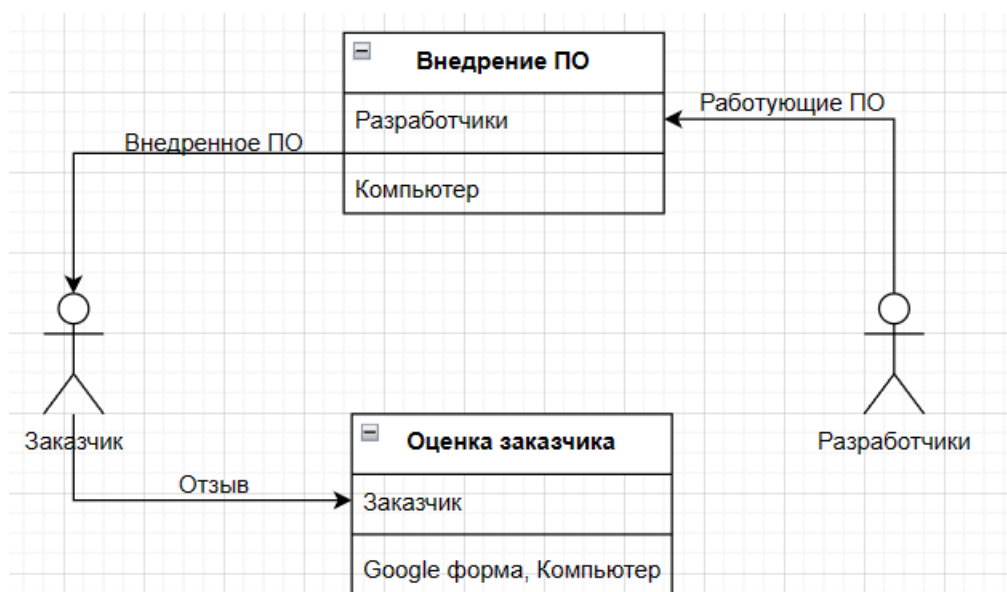 Внедрение ПО
Работующие ПО
Разработчики
Внедренное ПО
Компьютер
Заказчик
Оценка заказчика
Разработчики
Отзыв
Заказчик
Google форма, Компьютер